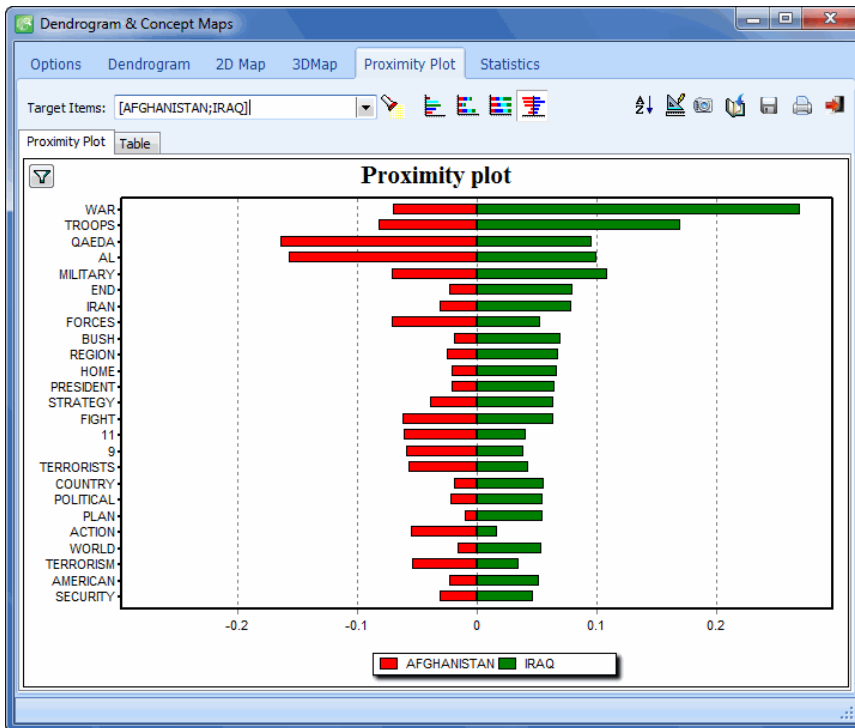 Dendrogram & Concept Maps
Options Dendrogram 2D Map 3DMap Proximity Plot Statistics
Target Items: [AFGHANISTAN;IRAQ]
Proximity Plot Table
Proximity plot
WAR
TROOPS
QAEDA
AL
MILITARY
END
IRAN
FORCES
BUSH
REGION
HOME
PRESIDENT
STRATEGY
FIGHT
11
9
TERRORISTS
COUNTRY
POLITICAL
PLAN
ACTION
WORLD
TERRORISM
AMERICAN
SECURITY
-0.2 -0.1 0 0.1 0.2
AFGHANISTAN IRAQ